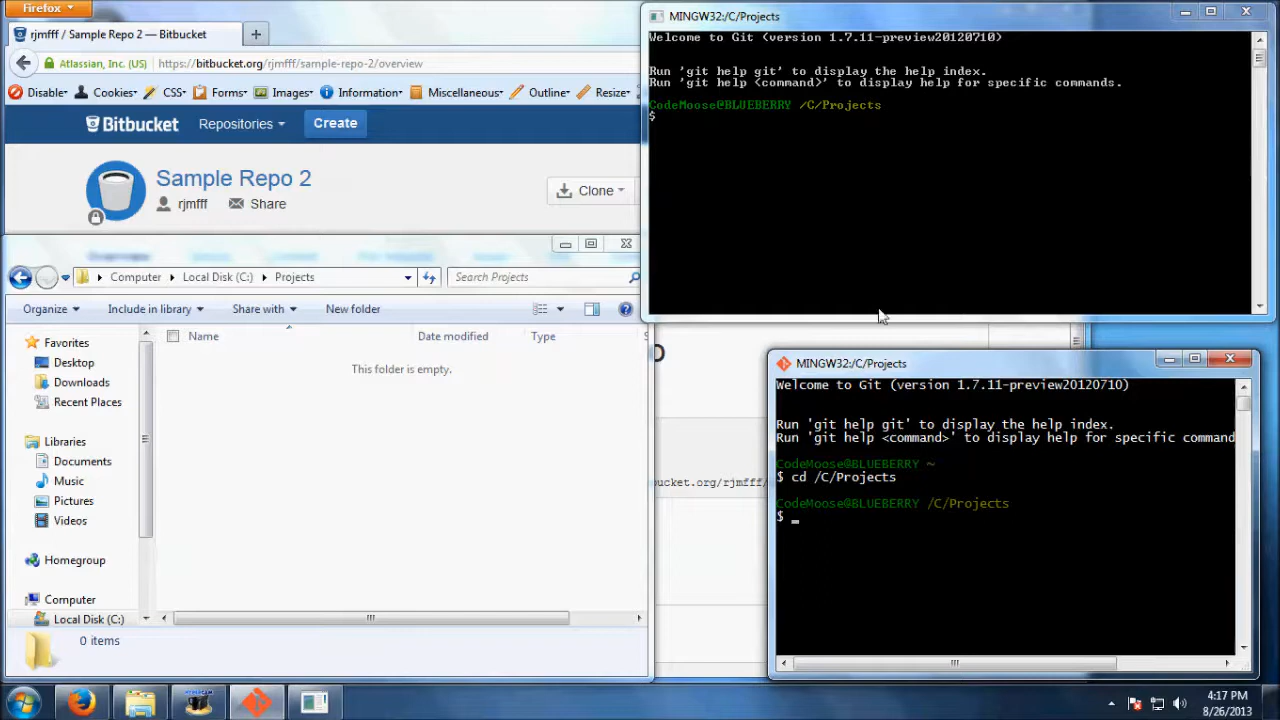 Firefox
rjmfff / Sample Repo 2 — Bitbucket
Atlassian, Inc. (US)
https://bitbucket.org/rjmfff/sample-repo-2/overview
Disable
Cookies
CSS
Forms
Images
Information
Miscellaneous
Outline
Resize
Bitbucket
Repositories
Create
Sample Repo 2
rjmfff
Share
Clone
MINGW32:/C/Projects
Welcome to Git (version 1.7.11-preview20120710)
Run 'git help git' to display the help index.
Run 'git help <command>' to display help for specific commands.
CodeMoose@BLUEBERRY /C/Projects
$
Computer
Local Disk (C:)
Projects
Search Projects
Organize
Include in library
Share with
New folder
Name
Date modified
Type
S
This folder is empty.
Favorites
Desktop
Downloads
Recent Places
Libraries
Documents
Music
Pictures
Videos
Homegroup
Computer
Local Disk (C:)
0 items
bucket.org/rjmfff/
MINGW32:/C/Projects
Welcome to Git (version 1.7.11-preview20120710)
Run 'git help git' to display the help index.
Run 'git help <command>' to display help for specific command
CodeMoose@BLUEBERRY ~
$ cd /C/Projects
CodeMoose@BLUEBERRY /C/Projects
$
4:17 PM
8/26/2013